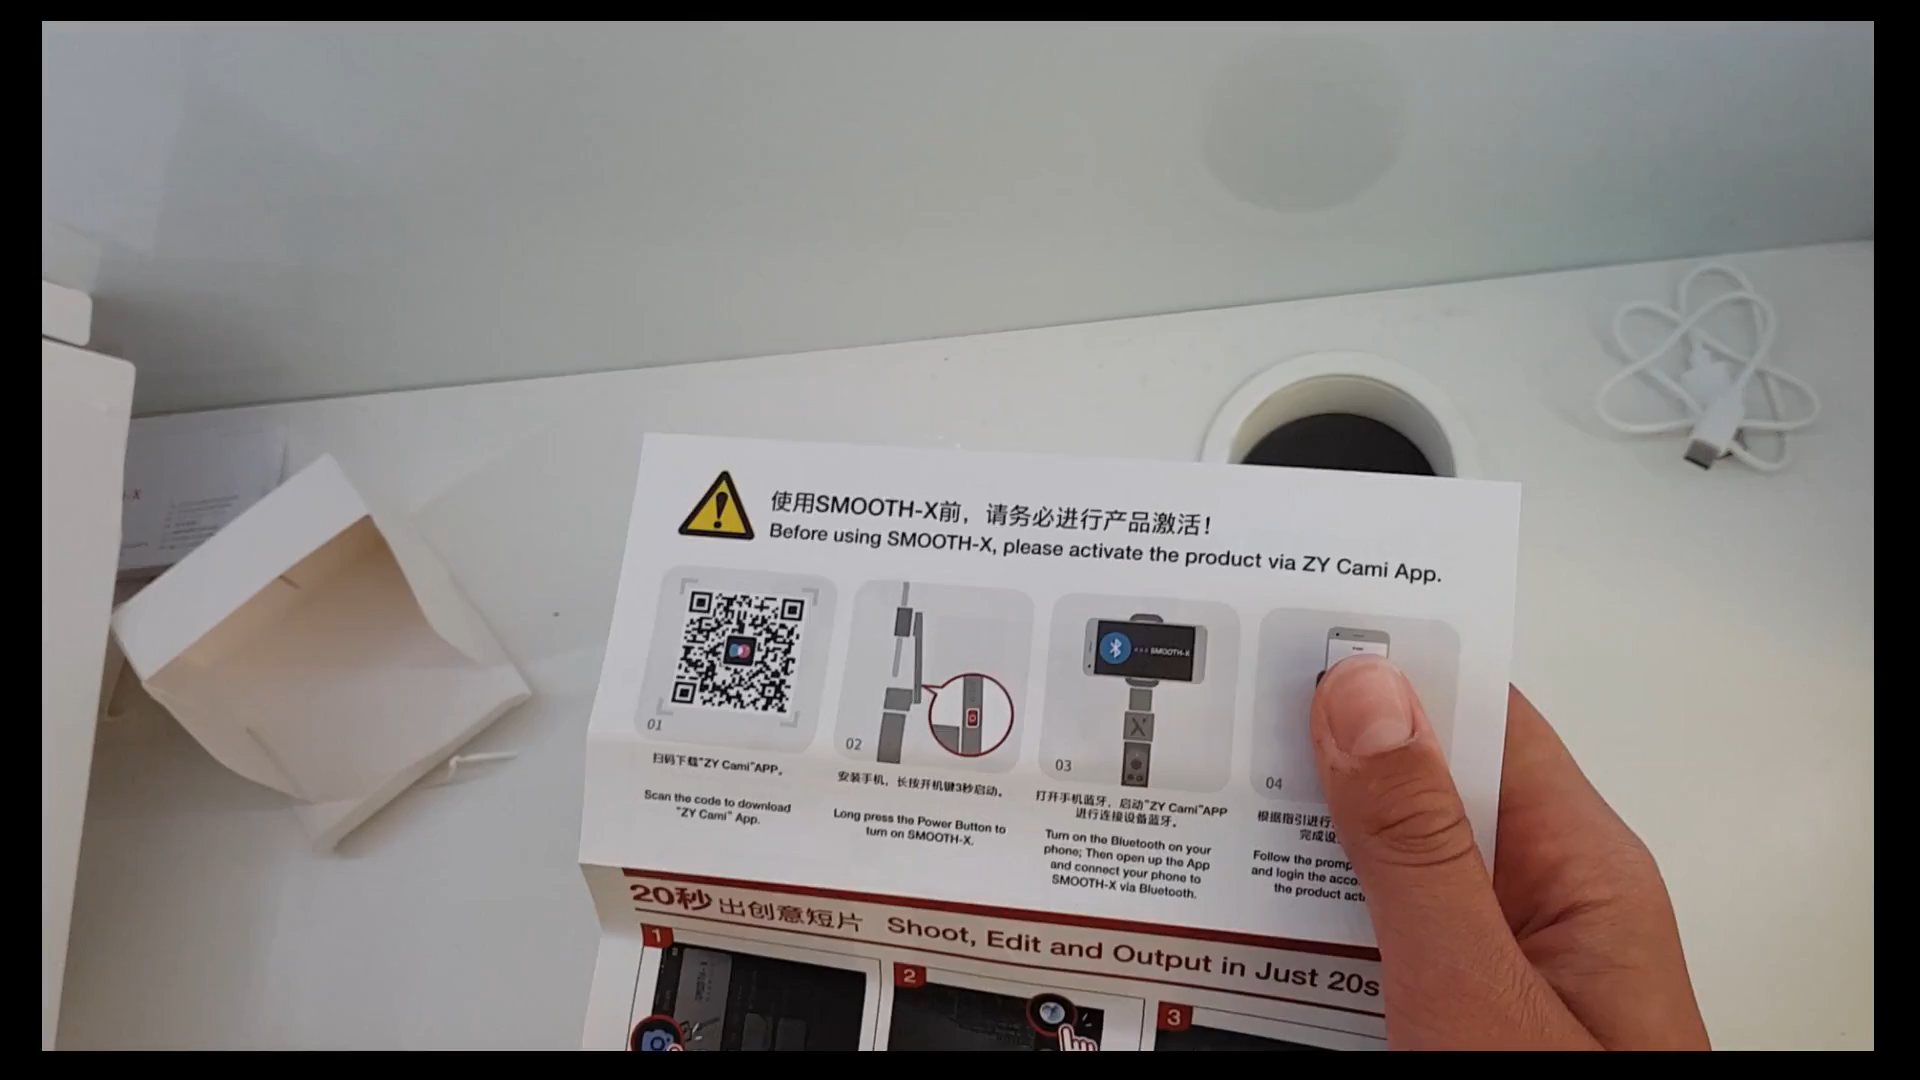 使用SMOOTH-X前，请务必进行产品激活！
Before using SMOOTH-X, please activate the product via ZY Cami App.
SMOOTH-X
01
02
03
04
扫码下载"ZY Cami"APP。
Scan the code to download
"ZY Cami" App.
安装手机，长按开机键3秒启动。
Long press the Power Button to
turn on SMOOTH-X.
打开手机蓝牙，启动"ZY Cami"APP
进行连接设备蓝牙。
Turn on the Bluetooth on your
phone; Then open up the App
and connect your phone to
SMOOTH-X via Bluetooth.
根据指引进行
完成设
Follow the
and login the
the product
20秒 出创意短片 Shoot, Edit and Output in Just 20s
1
2
3